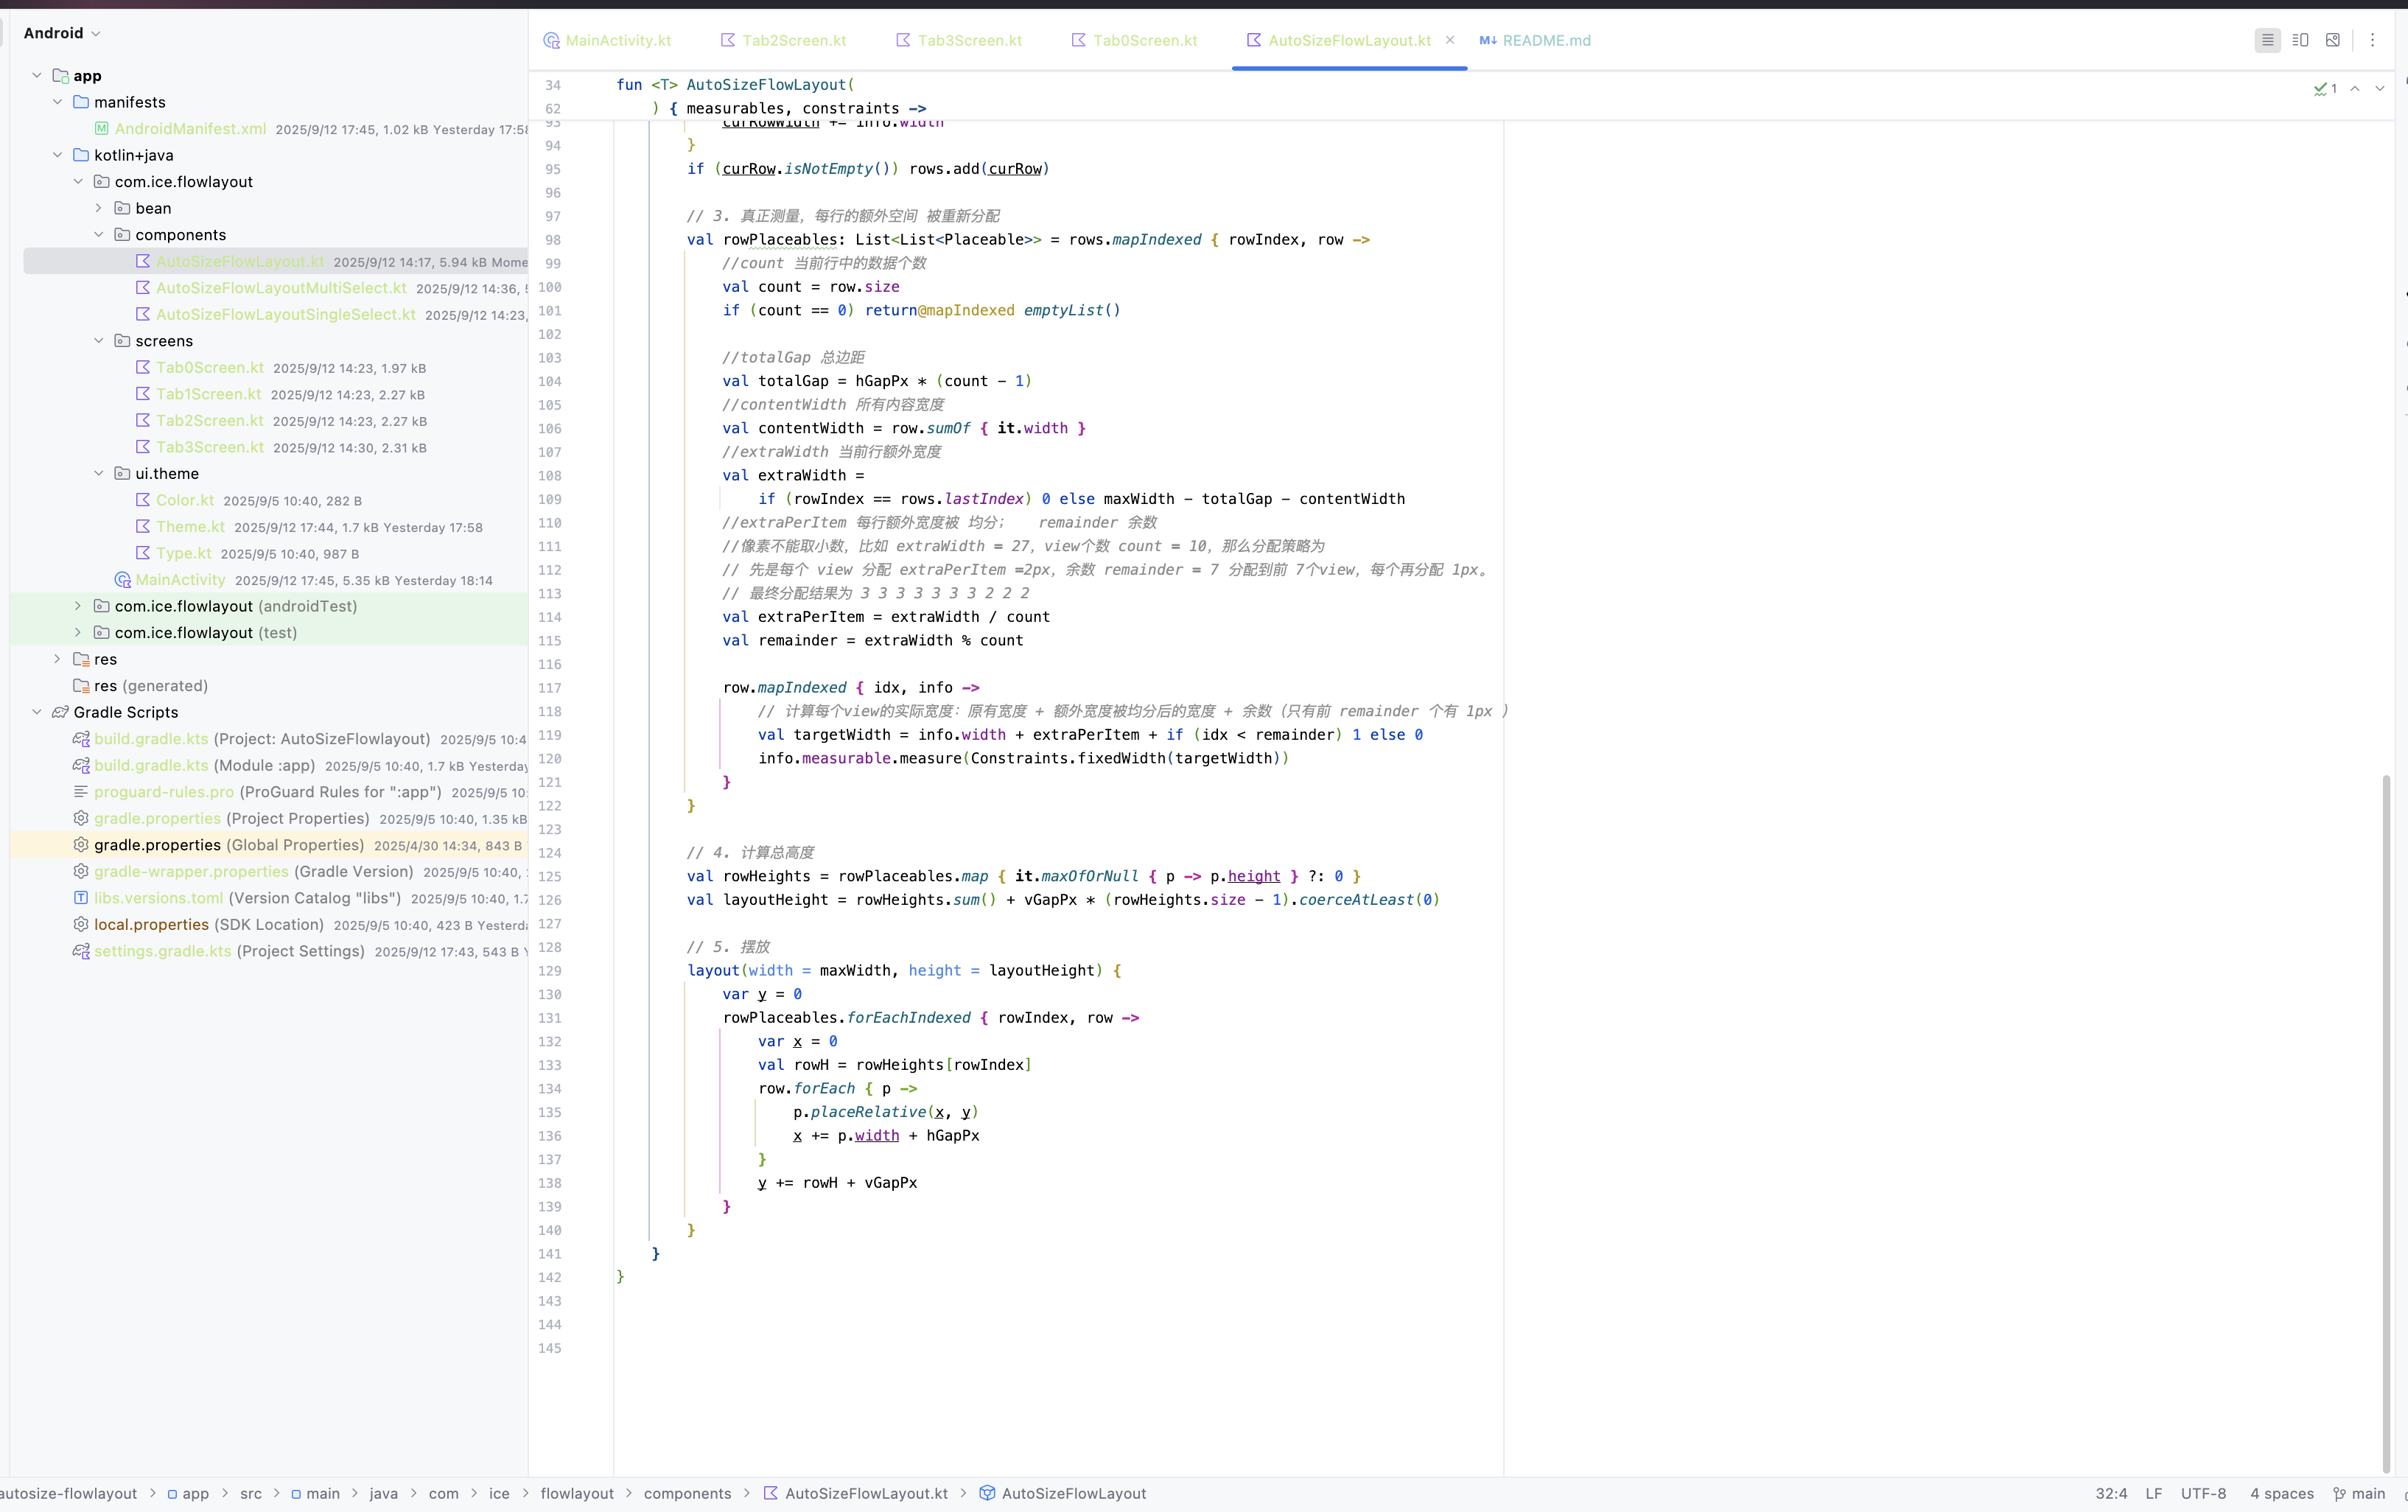 Android
app
manifests
AndroidManifest.xml 2025/9/12 17:45, 1.02 kB Yesterday 17:58
kotlin+java
com.ice.flowlayout
bean
components
AutoSizeFlowLayout.kt 2025/9/12 14:17, 5.94 kB Mome
AutoSizeFlowLayoutMultiSelect.kt 2025/9/12 14:36,
AutoSizeFlowLayoutSingleSelect.kt 2025/9/12 14:23,
screens
Tab0Screen.kt 2025/9/12 14:23, 1.97 kB
Tab1Screen.kt 2025/9/12 14:23, 2.27 kB
Tab2Screen.kt 2025/9/12 14:23, 2.27 kB
Tab3Screen.kt 2025/9/12 14:30, 2.31 kB
ui.theme
Color.kt 2025/9/5 10:40, 282 B
Theme.kt 2025/9/12 17:44, 1.7 kB Yesterday 17:58
Type.kt 2025/9/5 10:40, 987 B
MainActivity 2025/9/12 17:45, 5.35 kB Yesterday 18:14
com.ice.flowlayout (androidTest)
com.ice.flowlayout (test)
res
res (generated)
Gradle Scripts
build.gradle.kts (Project: AutoSizeFlowlayout) 2025/9/5 10:4
build.gradle.kts (Module :app) 2025/9/5 10:40, 1.7 kB Yesterday
proguard-rules.pro (ProGuard Rules for ":app") 2025/9/5 10:
gradle.properties (Project Properties) 2025/9/5 10:40, 1.35 kB
gradle.properties (Global Properties) 2025/4/30 14:34, 843 B
gradle-wrapper.properties (Gradle Version) 2025/9/5 10:40,
libs.versions.toml (Version Catalog "libs") 2025/9/5 10:40, 1.7
local.properties (SDK Location) 2025/9/5 10:40, 423 B Yesterda
settings.gradle.kts (Project Settings) 2025/9/12 17:43, 543 B Y
MainActivity.kt Tab2Screen.kt Tab3Screen.kt Tab0Screen.kt AutoSizeFlowLayout.kt M↓ README.md
1
34 fun <T> AutoSizeFlowLayout(
62 ) { measurables, constraints ->
93 curRowWidth += info.width
94 }
95 if (curRow.isNotEmpty()) rows.add(curRow)
96
97 // 3. 真正测量，每行的额外空间 被重新分配
98 val rowPlaceables: List<List<Placeable>> = rows.mapIndexed { rowIndex, row ->
99 //count 当前行中的数据个数
100 val count = row.size
101 if (count == 0) return@mapIndexed emptyList()
102
103 //totalGap 总边距
104 val totalGap = hGapPx * (count - 1)
105 //contentWidth 所有内容宽度
106 val contentWidth = row.sumOf { it.width }
107 //extraWidth 当前行额外宽度
108 val extraWidth =
109 if (rowIndex == rows.lastIndex) 0 else maxWidth - totalGap - contentWidth
110 //extraPerItem 每行额外宽度被 均分； remainder 余数
111 //像素不能取小数，比如 extraWidth = 27，view个数 count = 10，那么分配策略为
112 // 先是每个 view 分配 extraPerItem =2px，余数 remainder = 7 分配到前 7个view，每个再分配 1px。
113 // 最终分配结果为 3 3 3 3 3 3 3 2 2 2
114 val extraPerItem = extraWidth / count
115 val remainder = extraWidth % count
116
117 row.mapIndexed { idx, info ->
118 // 计算每个view的实际宽度：原有宽度 + 额外宽度被均分后的宽度 + 余数（只有前 remainder 个有 1px ）
119 val targetWidth = info.width + extraPerItem + if (idx < remainder) 1 else 0
120 info.measurable.measure(Constraints.fixedWidth(targetWidth))
121 }
122 }
123
124 // 4. 计算总高度
125 val rowHeights = rowPlaceables.map { it.maxOfOrNull { p -> p.height } ?: 0 }
126 val layoutHeight = rowHeights.sum() + vGapPx * (rowHeights.size - 1).coerceAtLeast(0)
127
128 // 5. 摆放
129 layout(width = maxWidth, height = layoutHeight) {
130 var y = 0
131 rowPlaceables.forEachIndexed { rowIndex, row ->
132 var x = 0
133 val rowH = rowHeights[rowIndex]
134 row.forEach { p ->
135 p.placeRelative(x, y)
136 x += p.width + hGapPx
137 }
138 y += rowH + vGapPx
139 }
140 }
141 }
142 }
143
144
145
autosize-flowlayout > app > src > main > java > com > ice > flowlayout > components > AutoSizeFlowLayout.kt > AutoSizeFlowLayout
32:4 LF UTF-8 4 spaces main